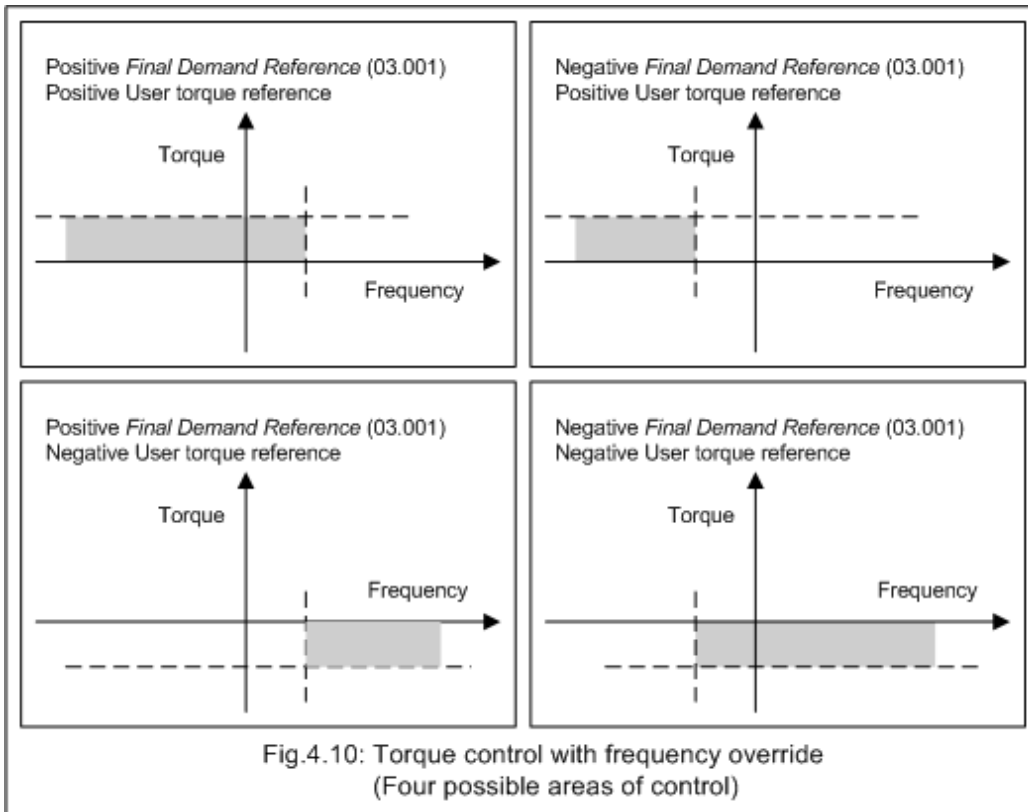 Positive Final Demand Reference (03.001)
Positive User torque reference
Torque
Frequency
Negative Final Demand Reference (03.001)
Positive User torque reference
Torque
Frequency
Positive Final Demand Reference (03.001)
Negative User torque reference
Torque
Frequency
Negative Final Demand Reference (03.001)
Negative User torque reference
Torque
Frequency
Fig.4.10: Torque control with frequency override
(Four possible areas of control)